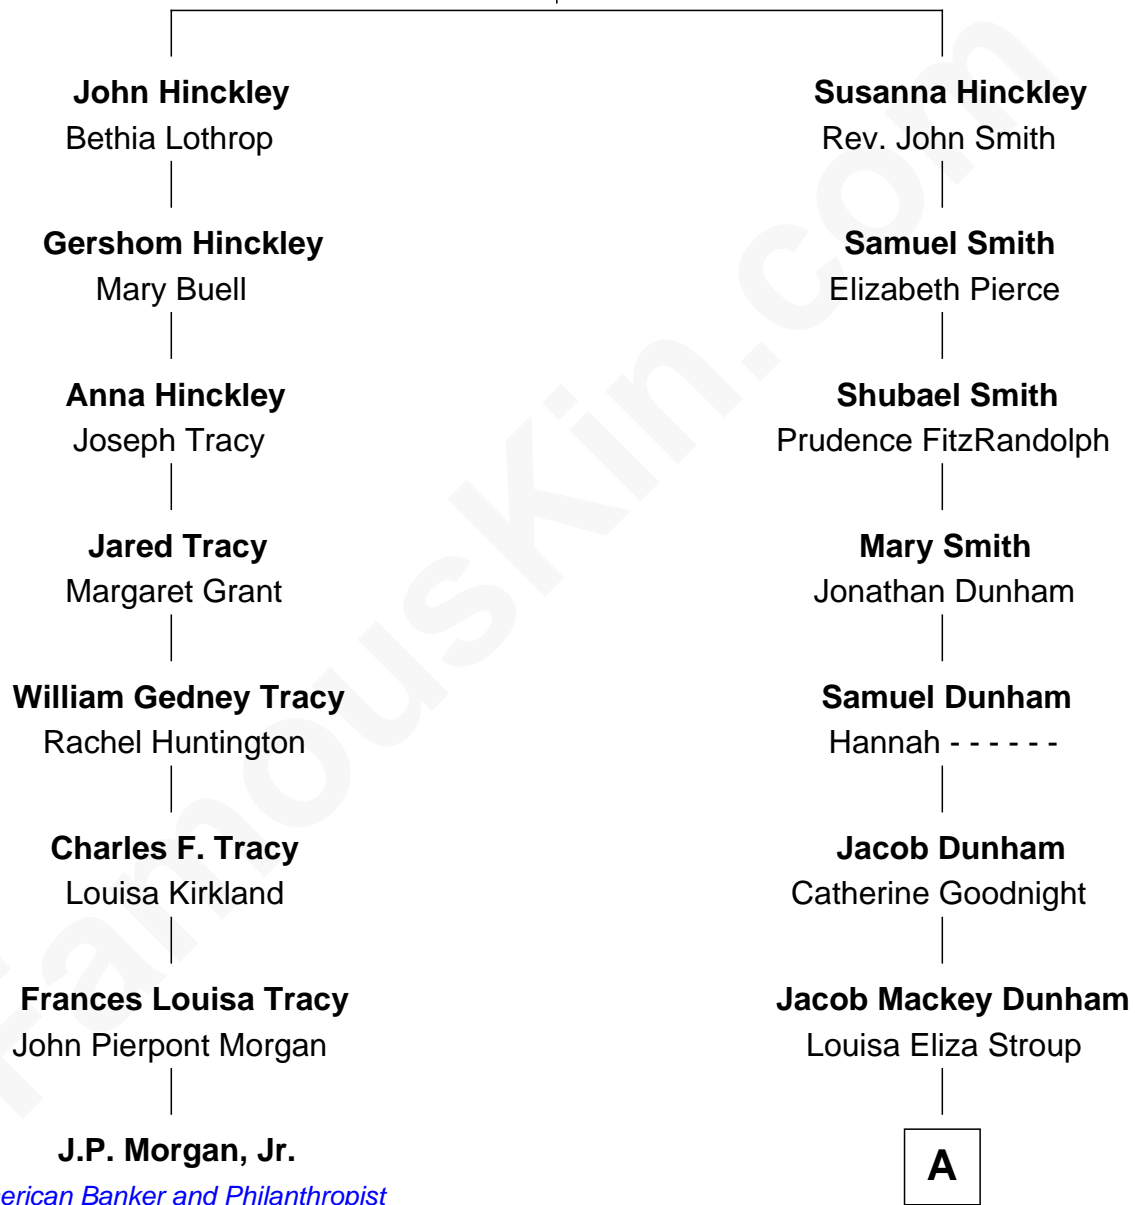 John Hinckley
Bethia Lothrop
Gershom Hinckley
Mary Buell
Anna Hinckley
Joseph Tracy
Jared Tracy
Margaret Grant
William Gedney Tracy
Rachel Huntington
Charles F. Tracy
Louisa Kirkland
Frances Louisa Tracy
John Pierpont Morgan
J.P. Morgan, Jr.
erican Banker and Philanthropist
Susanna Hinckley
Rev. John Smith
Samuel Smith
Elizabeth Pierce
Shubael Smith
Prudence FitzRandolph
Mary Smith
Jonathan Dunham
Samuel Dunham
Hannah - - - - - -
Jacob Dunham
Catherine Goodnight
Jacob Mackey Dunham
Louisa Eliza Stroup
A
FamousKin.com